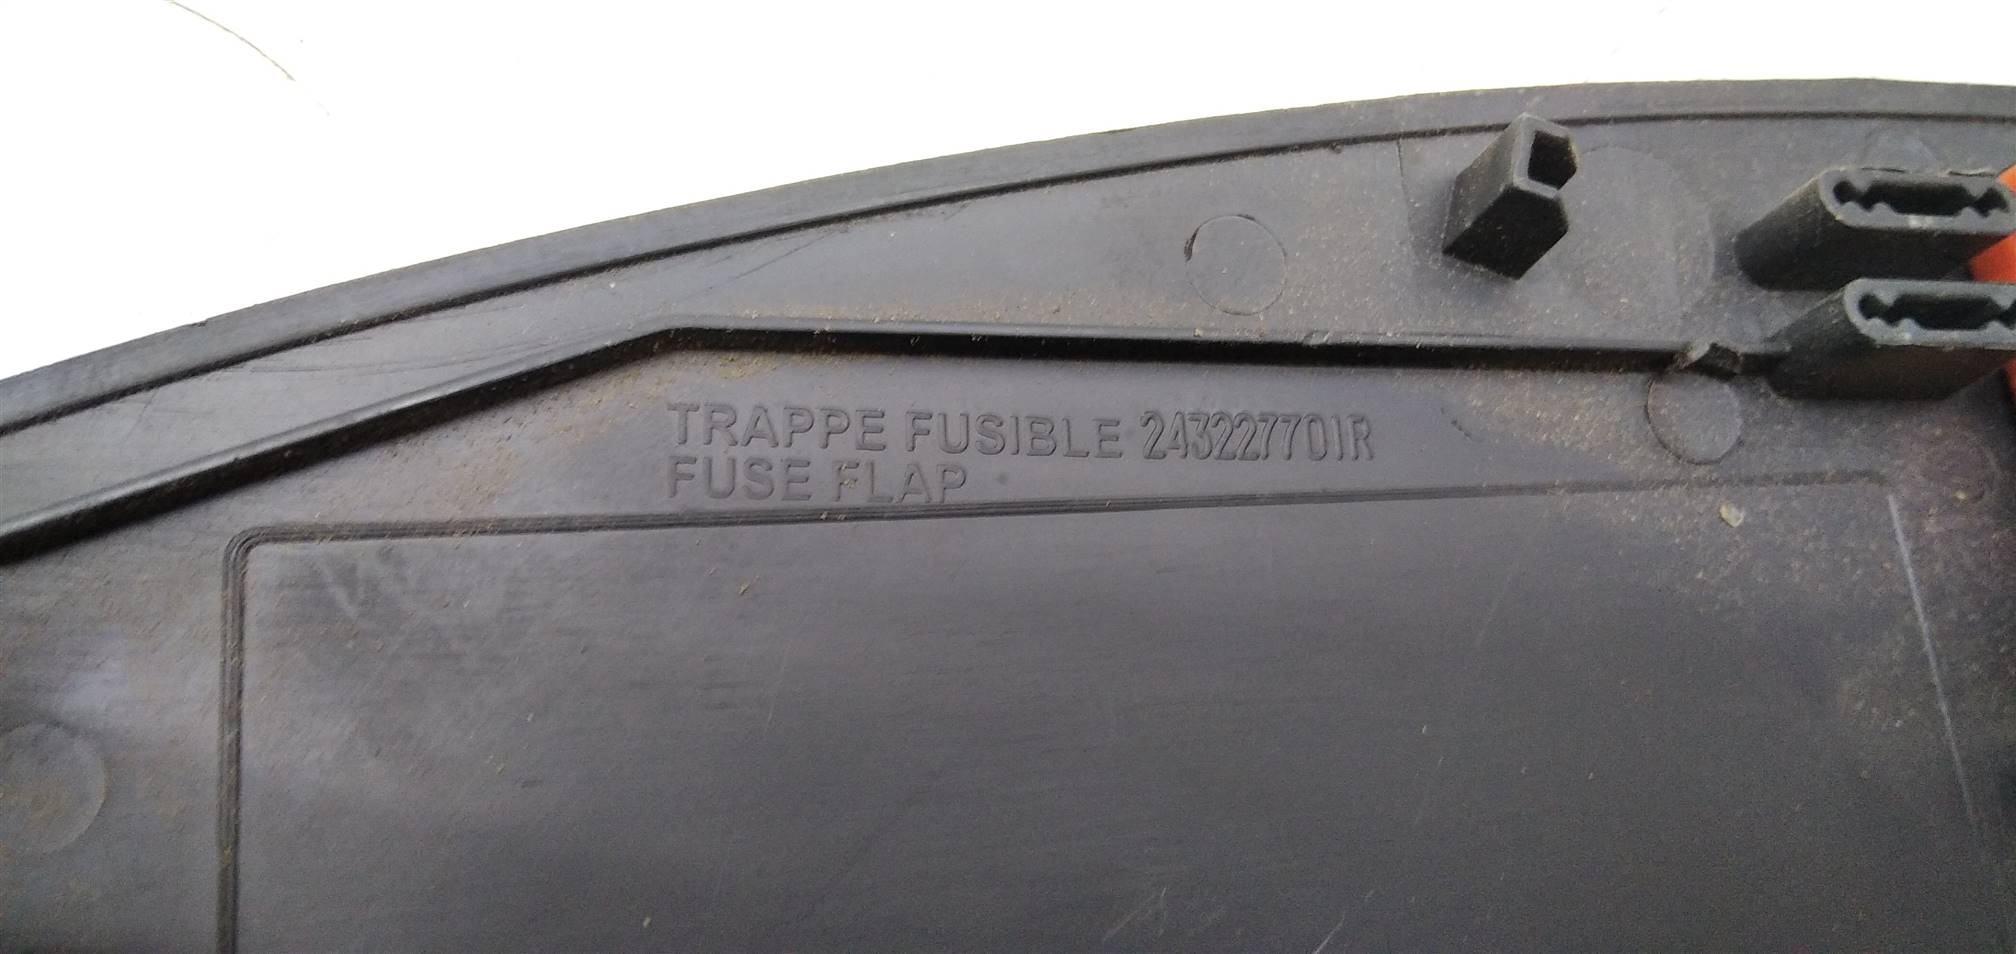 TRAPPE FUSIBLE 243227701R
FUSE FLAP